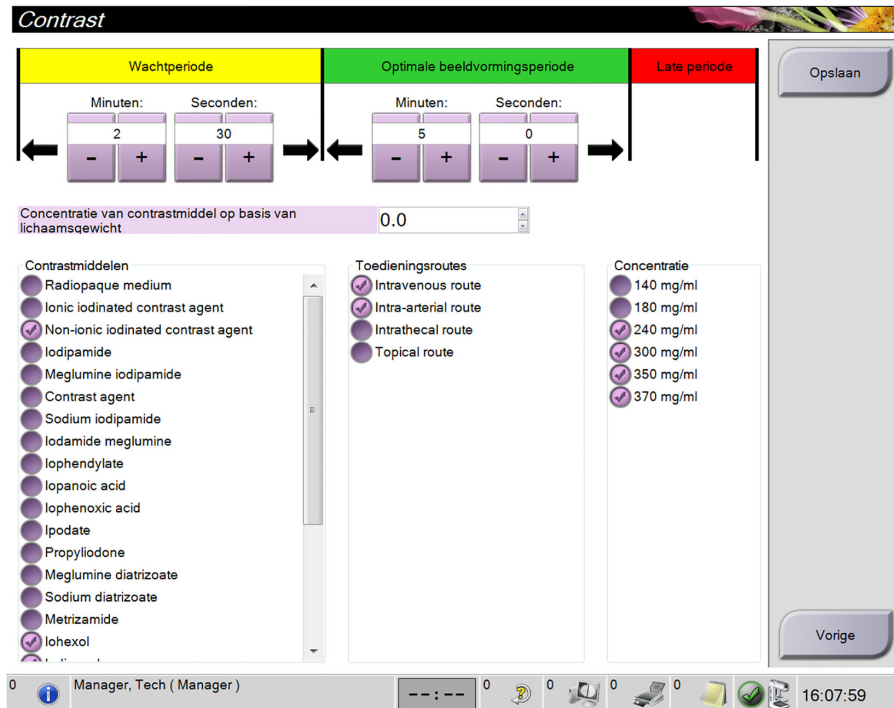 Contrast
Wachtperiode
Optimale beeldvormingsperiode
Late periode
Opslaan
Minuten:
Seconden:
Minuten:
Seconden:
2
30
5
0
-
+
-
+
-
+
-
+
Concentratie van contrastmiddel op basis van
lichaamsgewicht
0.0
Contrastmiddelen
Radiopaque medium
Ionic iodinated contrast agent
Non-ionic iodinated contrast agent
Iodipamide
Meglumine iodipamide
Contrast agent
Sodium iodipamide
Iodamide meglumine
Iophendylate
Iopanoic acid
Iophenoxic acid
Ipodate
Propyliodone
Meglumine diatrizoate
Sodium diatrizoate
Metrizamide
Iohexol
Toedieningsroutes
Intravenous route
Intra-arterial route
Intrathecal route
Topical route
Concentratie
140 mg/ml
180 mg/ml
240 mg/ml
300 mg/ml
350 mg/ml
370 mg/ml
Vorige
0
Manager, Tech ( Manager )
--:--
0
0
0
0
16:07:59